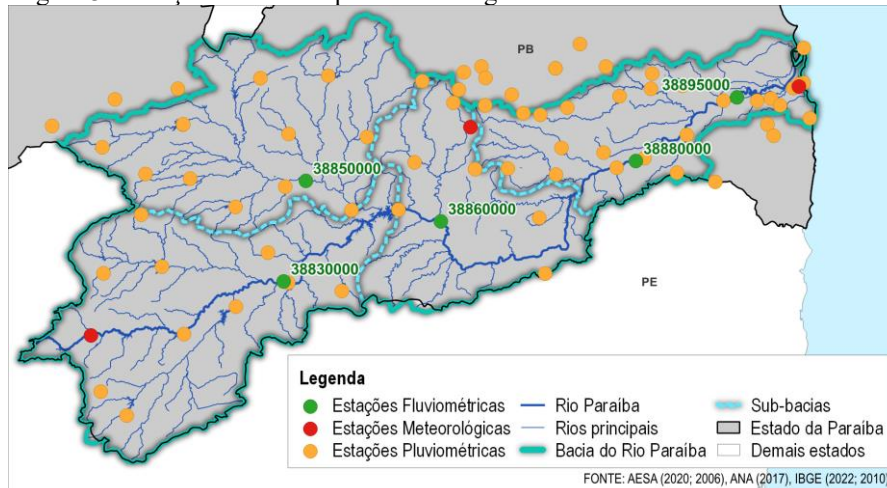 PB
38895000
38880000
38850000
38860000
38830000
PE
Legenda
Estações Fluviométricas
Rio Paraíba
Sub-bacias
Estações Meteorológicas
Rios principais
Estado da Paraíba
Estações Pluviométricas
Bacia do Rio Paraíba
Demais estados
FONTE: AESA (2020; 2006), ANA (2017), IBGE (2022; 2010)